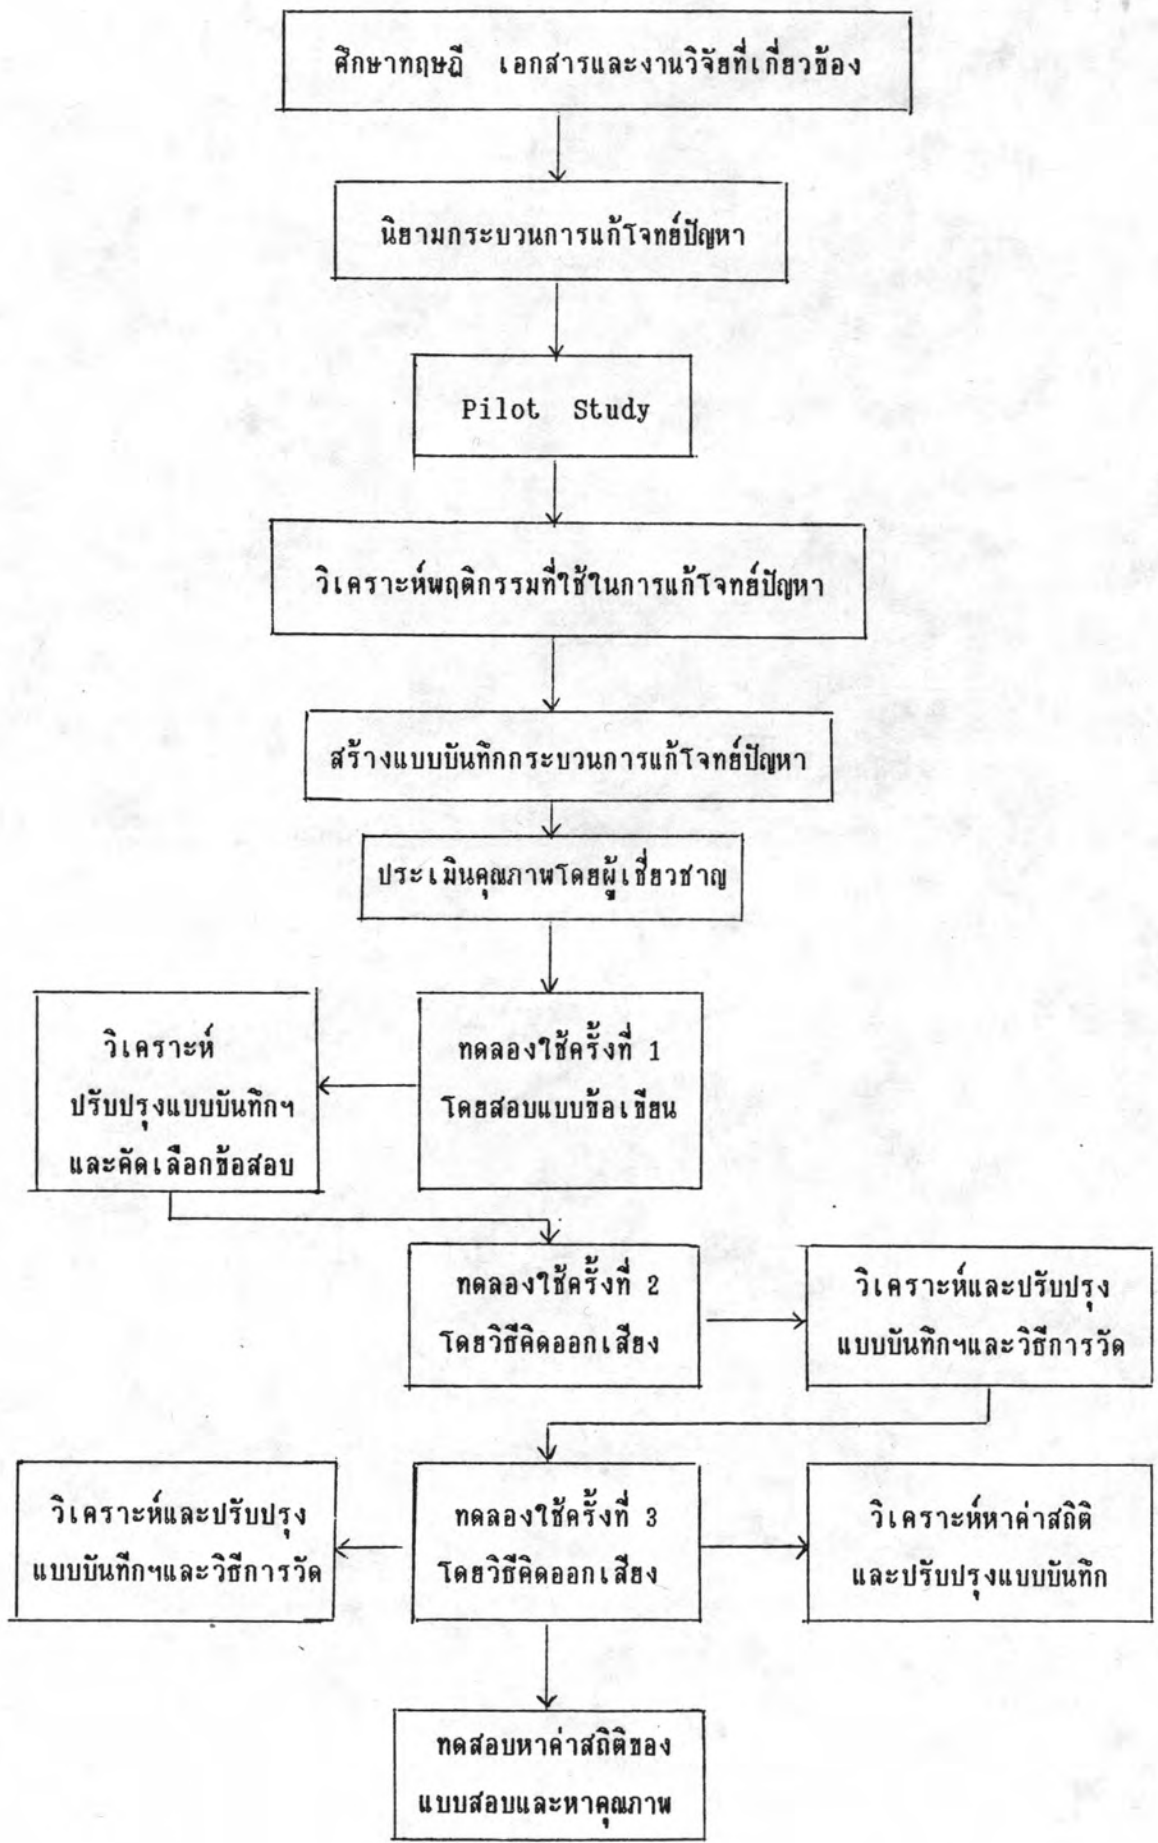 ศึกษาทฤษฎี เอกสารและงานวิจัยที่เกี่ยวข้อง
นิยามกระบวนการแก้โจทย์ปัญหา
Pilot Study
วิเคราะห์พฤติกรรมที่ใช้ในการแก้โจทย์ปัญหา
สร้างแบบบันทึกกระบวนการแก้โจทย์ปัญหา
ประเมินคุณภาพโดยผู้เชี่ยวชาญ
วิเคราะห์
ปรับปรุงแบบบันทึกฯ
และคัดเลือกข้อสอบ
ทดลองใช้ครั้งที่ 1
โดยสอบแบบข้อเขียน
ทดลองใช้ครั้งที่ 2
โดยวิธีคิดออกเสียง
วิเคราะห์และปรับปรุง
แบบบันทึกฯและวิธีการวัด
วิเคราะห์และปรับปรุง
แบบบันทึกฯและวิธีการวัด
ทดลองใช้ครั้งที่ 3
โดยวิธีคิดออกเสียง
วิเคราะห์หาค่าสถิติ
และปรับปรุงแบบบันทึก
ทดสอบหาค่าสถิติของ
แบบสอบและหาคุณภาพ